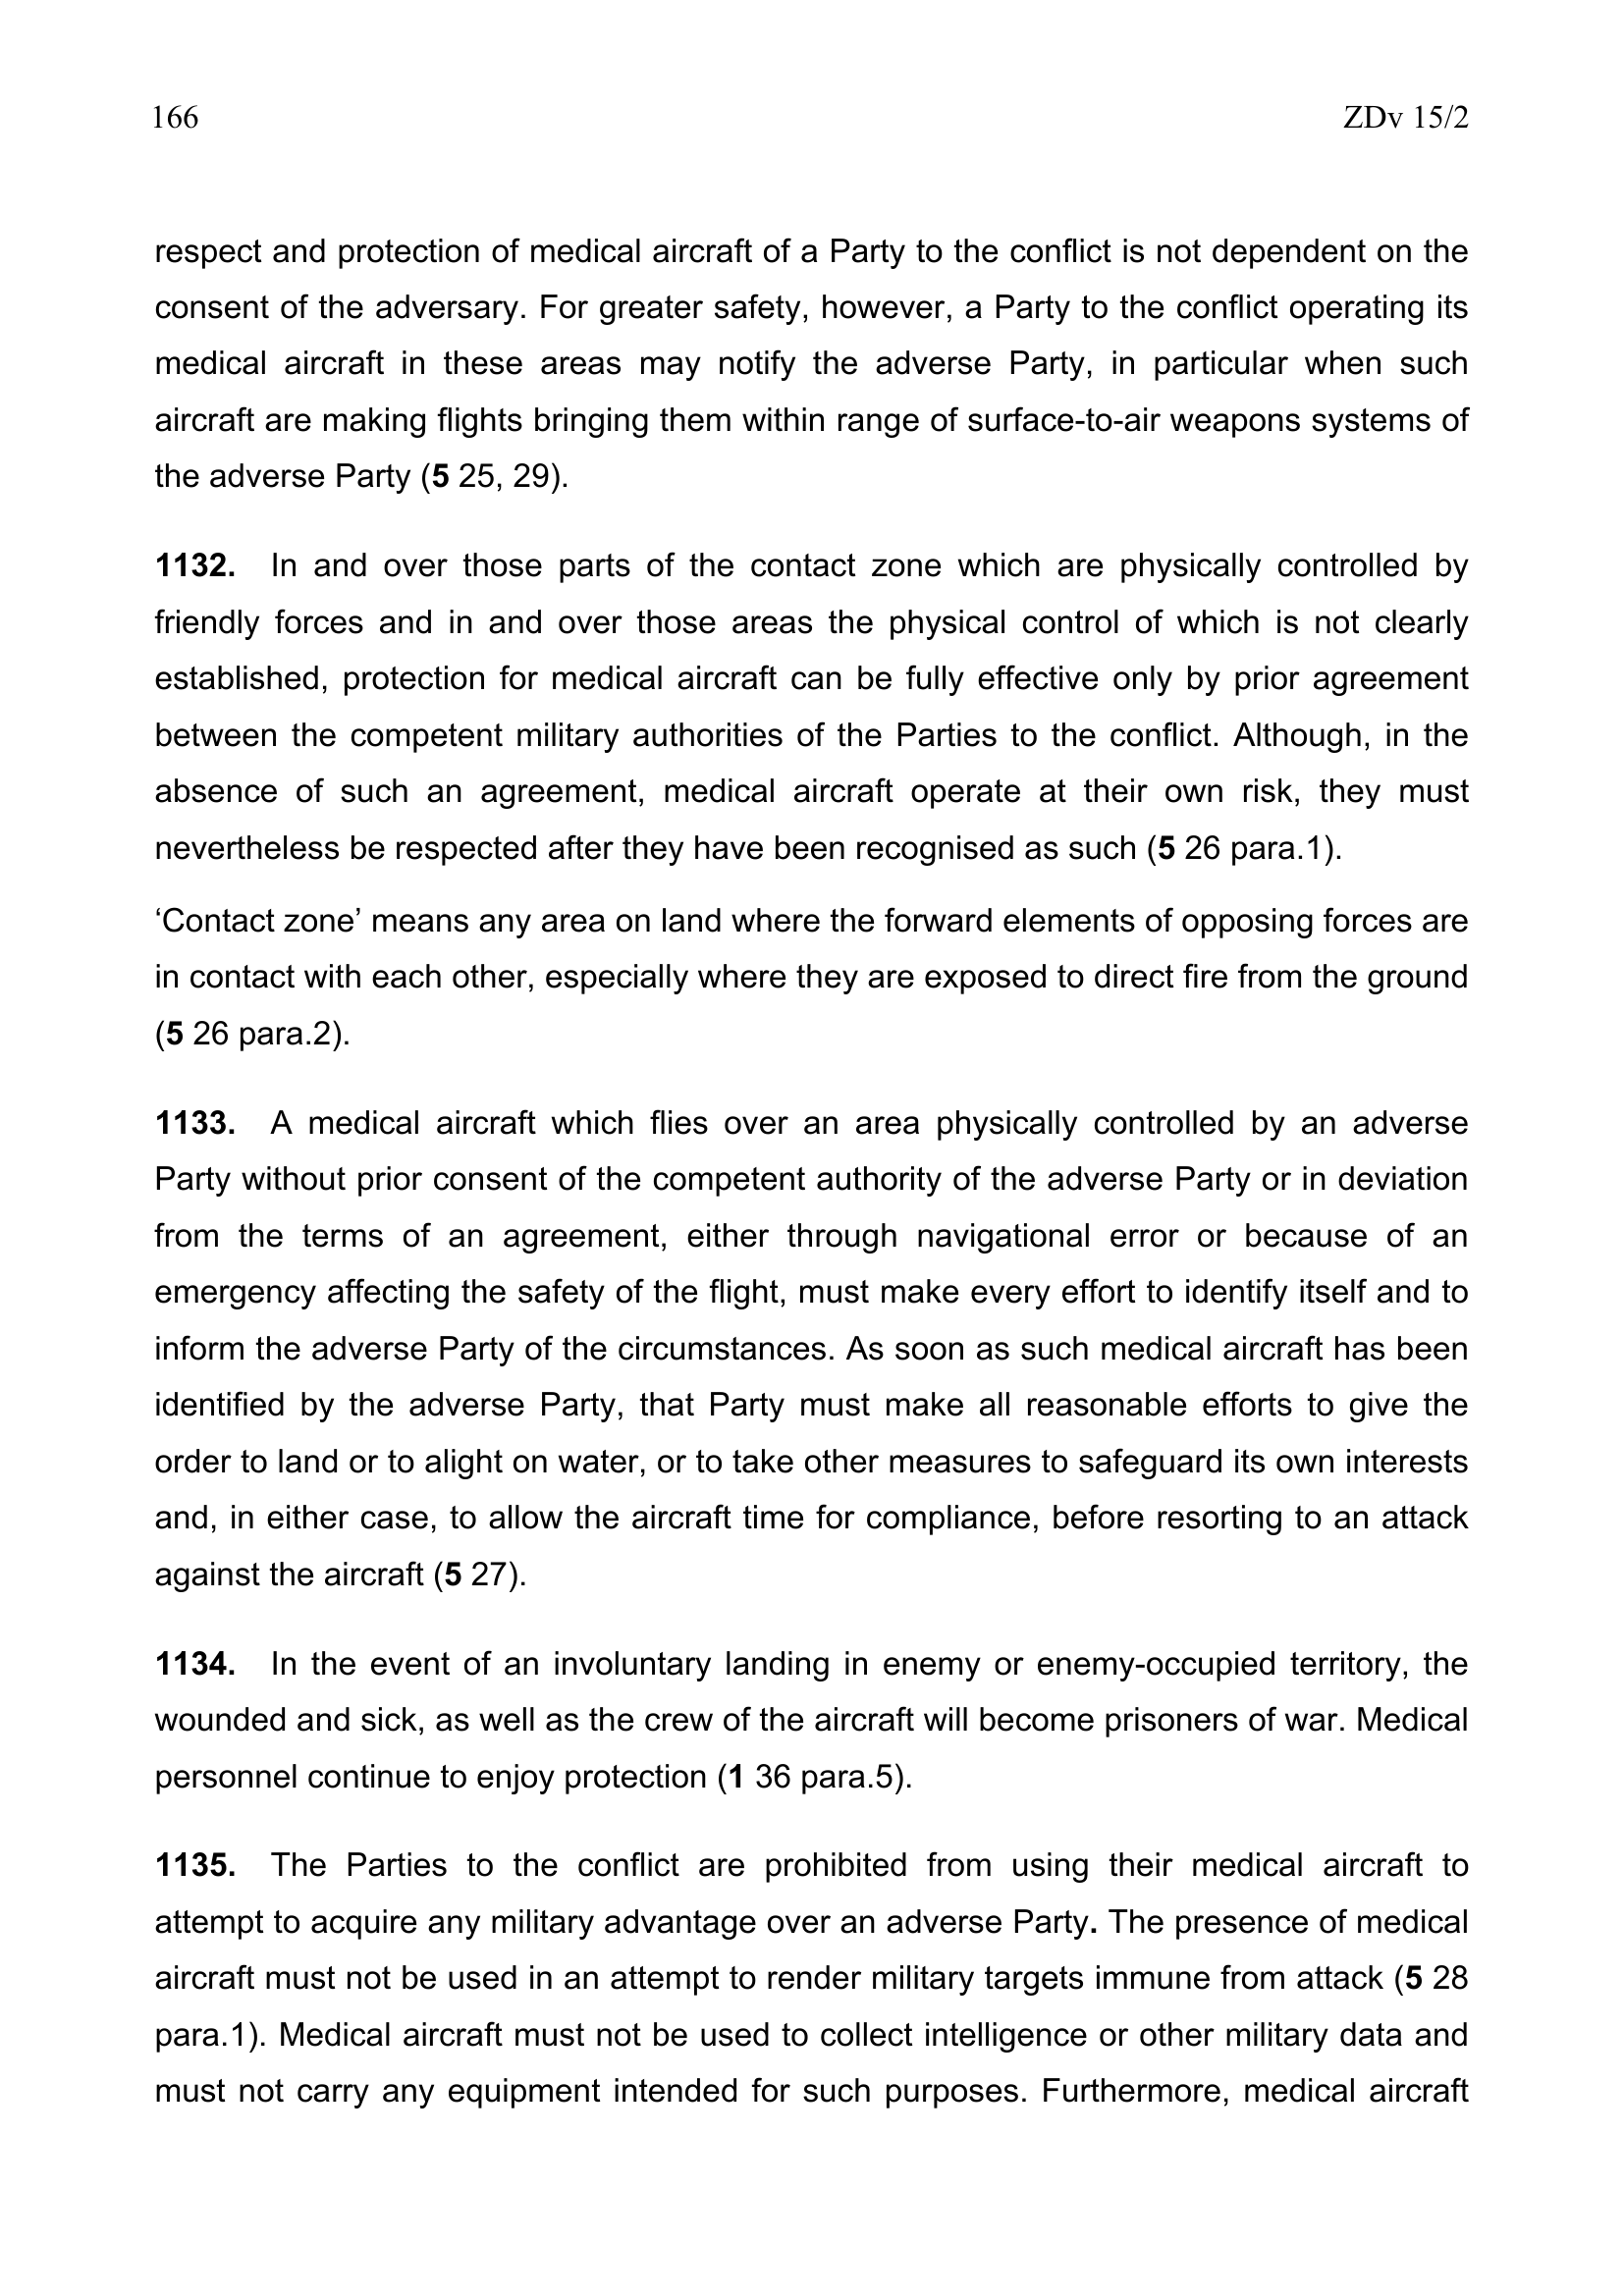 166
ZDv 15/2
respect and protection of medical aircraft of a Party to the conflict is not dependent on the
consent of the adversary. For greater safety, however, a Party to the conflict operating its
medical aircraft in these areas may notify the adverse Party, in particular when such
aircraft are making flights bringing them within range of surface-to-air weapons systems of
the adverse Party (5 25, 29).
1132. In and over those parts of the contact zone which are physically controlled by
friendly forces and in and over those areas the physical control of which is not clearly
established, protection for medical aircraft can be fully effective only by prior agreement
between the competent military authorities of the Parties to the conflict. Although, in the
absence of such an agreement, medical aircraft operate at their own risk, they must
nevertheless be respected after they have been recognised as such (5 26 para.1).
‘Contact zone’ means any area on land where the forward elements of opposing forces are
in contact with each other, especially where they are exposed to direct fire from the ground
(5 26 para.2).
1133. A medical aircraft which flies over an area physically controlled by an adverse
Party without prior consent of the competent authority of the adverse Party or in deviation
from the terms of an agreement, either through navigational error or because of an
emergency affecting the safety of the flight, must make every effort to identify itself and to
inform the adverse Party of the circumstances. As soon as such medical aircraft has been
identified by the adverse Party, that Party must make all reasonable efforts to give the
order to land or to alight on water, or to take other measures to safeguard its own interests
and, in either case, to allow the aircraft time for compliance, before resorting to an attack
against the aircraft (5 27).
1134. In the event of an involuntary landing in enemy or enemy-occupied territory, the
wounded and sick, as well as the crew of the aircraft will become prisoners of war. Medical
personnel continue to enjoy protection (1 36 para.5).
1135. The Parties to the conflict are prohibited from using their medical aircraft to
attempt to acquire any military advantage over an adverse Party. The presence of medical
aircraft must not be used in an attempt to render military targets immune from attack (5 28
para.1). Medical aircraft must not be used to collect intelligence or other military data and
must not carry any equipment intended for such purposes. Furthermore, medical aircraft